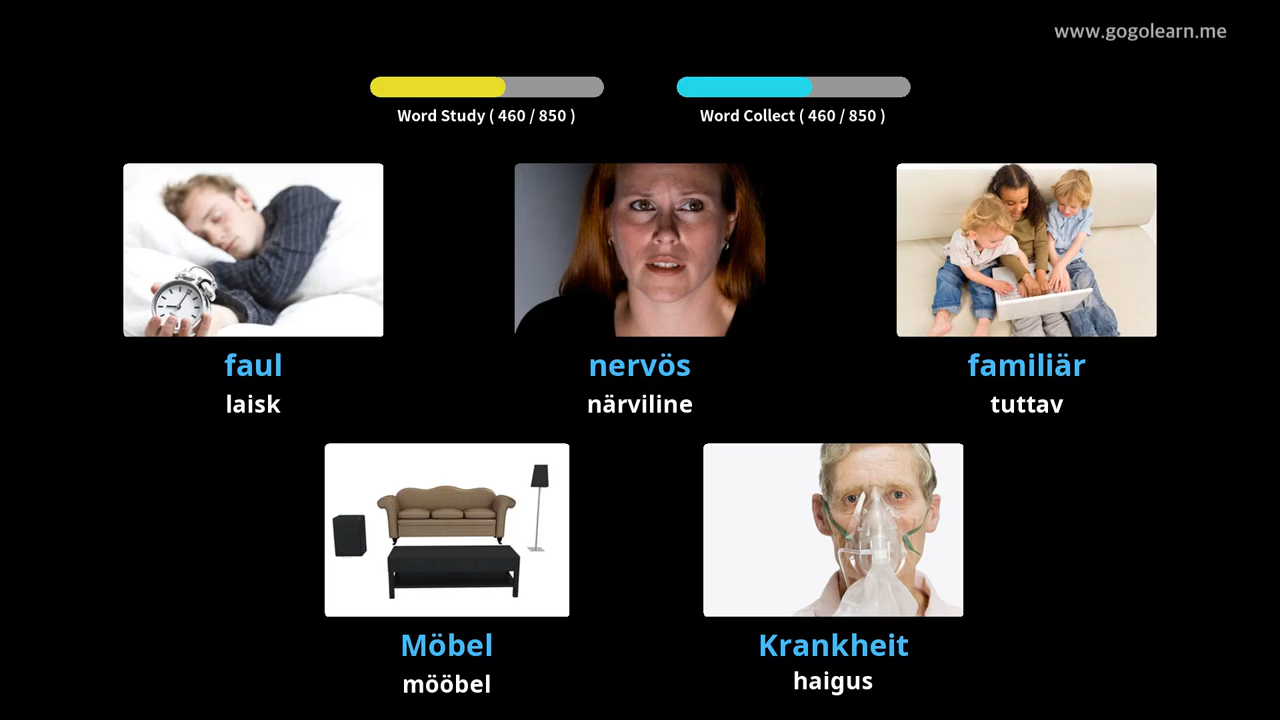 www.gogolearn.me
Word Study ( 460 / 850 )
Word Collect ( 460 / 850 )
faul
laisk
nervös
närviline
familiär
tuttav
Möbel
mööbel
Krankheit
haigus